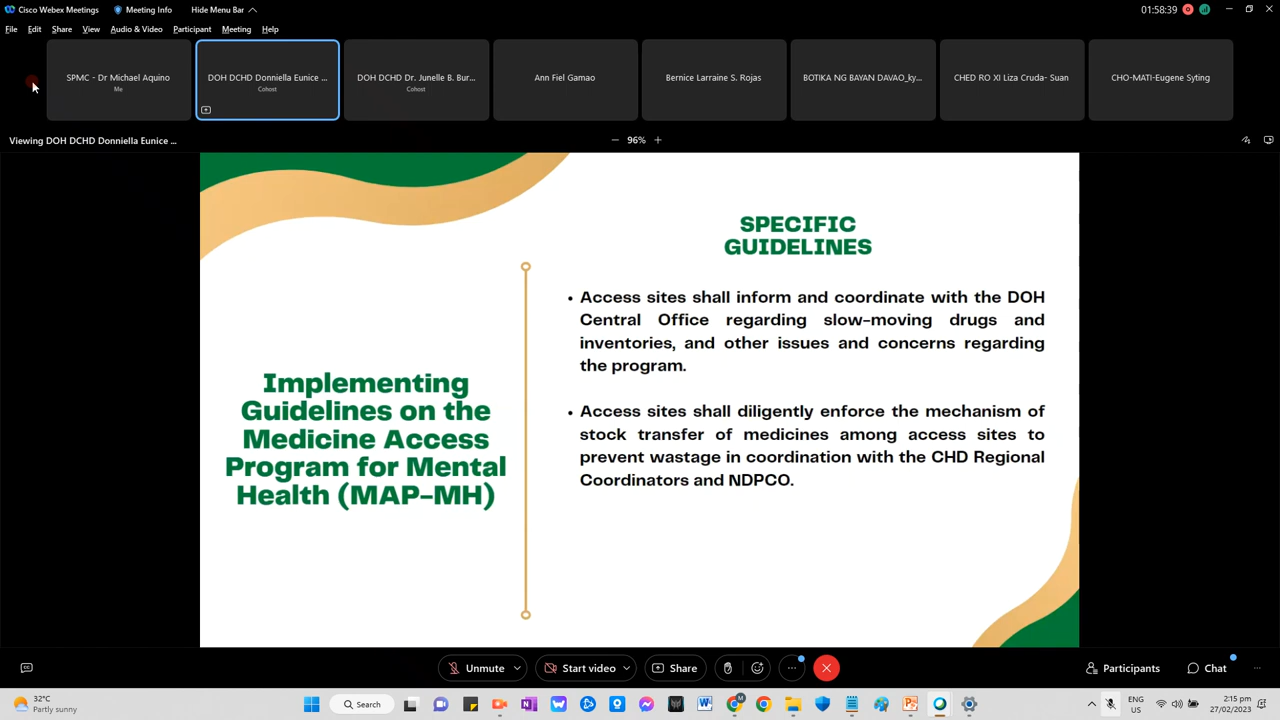 Cisco Webex Meetings
Meeting Info
Hide Menu Bar
01:58:39
File Edit Share View Audio & Video Participant Meeting Help
SPMC - Dr Michael Aquino
Me
DOH DCHD Donniella Eunice ...
Cohost
DOH DCHD Dr. Junelle B. Bur...
Cohost
Ann Fiel Gamao
Bernice Larraine S. Rojas
BOTIKA NG BAYAN DAVAO_ky...
CHED RO XI Liza Cruda- Suan
CHO-MATI-Eugene Syting
Viewing DOH DCHD Donniella Eunice ...
96%
Implementing
Guidelines on the
Medicine Access
Program for Mental
Health (MAP-MH)
SPECIFIC
GUIDELINES
• Access sites shall inform and coordinate with the DOH
Central Office regarding slow-moving drugs and
inventories, and other issues and concerns regarding
the program.
• Access sites shall diligently enforce the mechanism of
stock transfer of medicines among access sites to
prevent wastage in coordination with the CHD Regional
Coordinators and NDPCO.
Unmute
Start video
Share
Participants
Chat
32°C
Partly sunny
Search
ENG
US
2:15 pm
27/02/2023